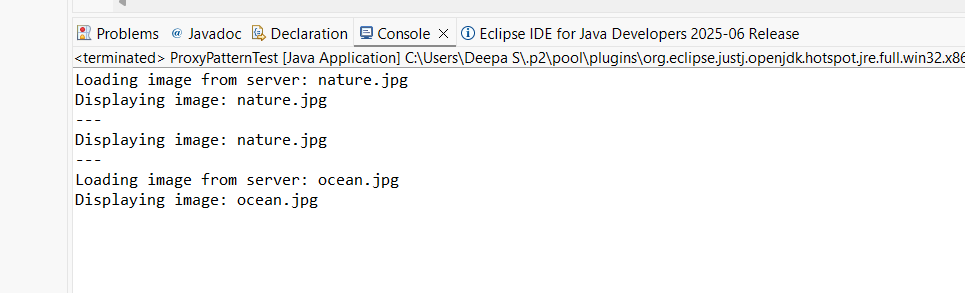 Problems @ Javadoc Declaration Console Eclipse IDE for Java Developers 2025-06 Release
<terminated> ProxyPatternTest [Java Application] C:\Users\Deepa S\.p2\pool\plugins\org.eclipse.justj.openjdk.hotspot.jre.full.win32.x86
Loading image from server: nature.jpg
Displaying image: nature.jpg
---
Displaying image: nature.jpg
---
Loading image from server: ocean.jpg
Displaying image: ocean.jpg